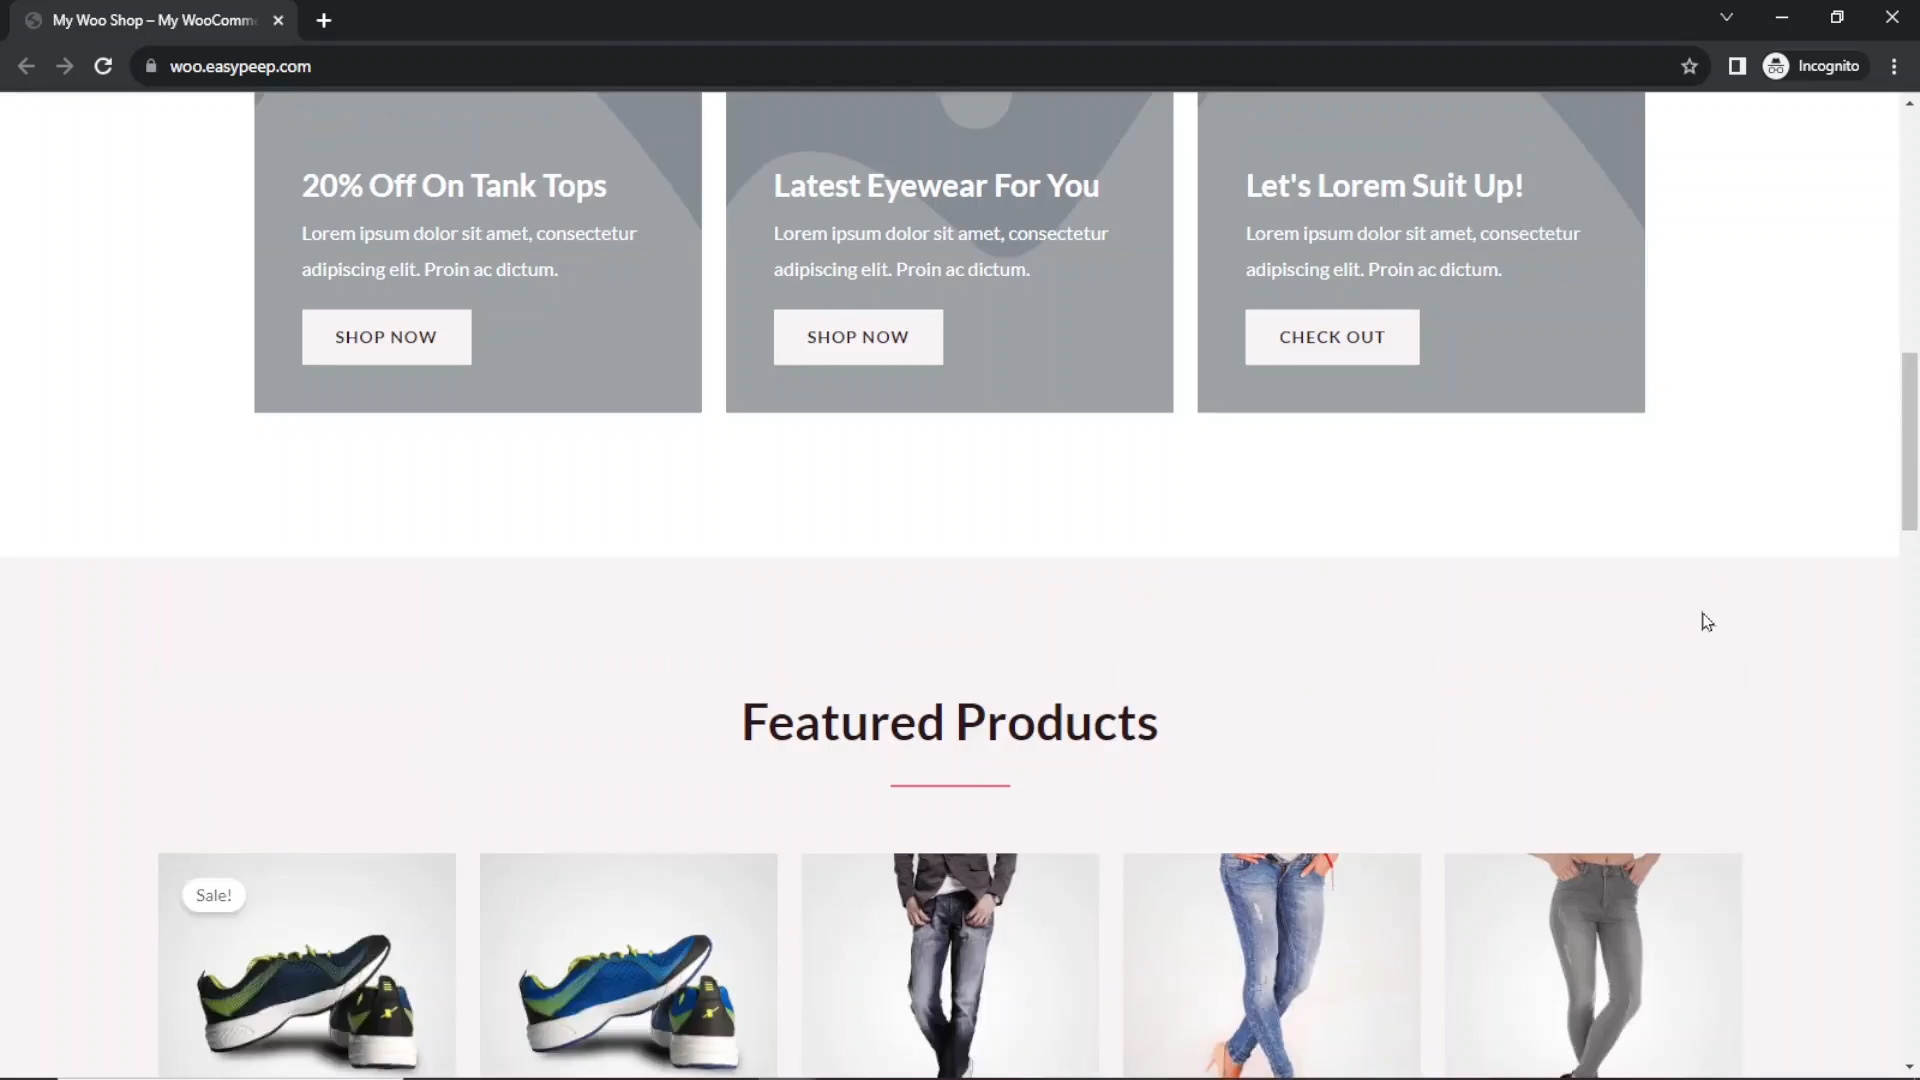 My Woo Shop – My WooComm
woo.easypeep.com
Incognito
20% Off On Tank Tops
Lorem ipsum dolor sit amet, consectetur
adipiscing elit. Proin ac dictum.
SHOP NOW
Latest Eyewear For You
Lorem ipsum dolor sit amet, consectetur
adipiscing elit. Proin ac dictum.
SHOP NOW
Let's Lorem Suit Up!
Lorem ipsum dolor sit amet, consectetur
adipiscing elit. Proin ac dictum.
CHECK OUT
Featured Products
Sale!